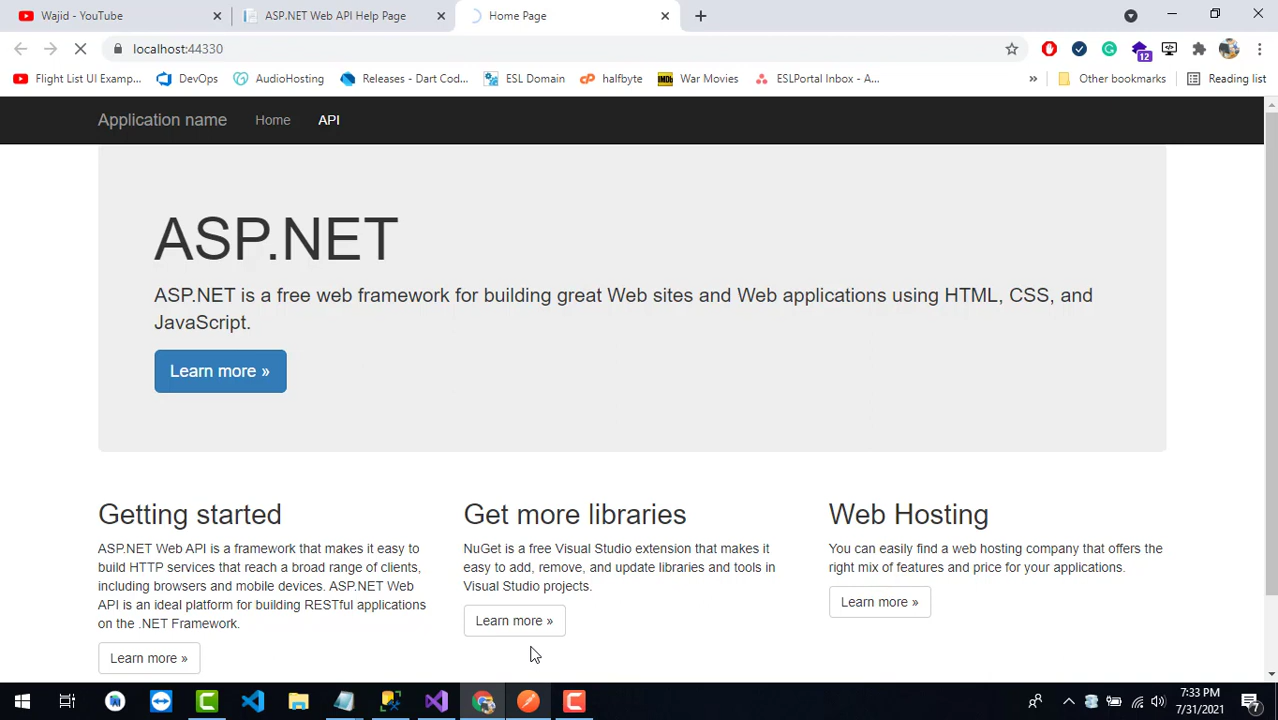 Wajid - YouTube
ASP.NET Web API Help Page
Home Page
localhost:44330
12
Flight List UI Examp...
DevOps
AudioHosting
Releases - Dart Cod...
ESL Domain
halfbyte
IMDb
War Movies
ESLPortal Inbox - A...
»
Other bookmarks
Reading list
Application name
Home
API
ASP.NET
ASP.NET is a free web framework for building great Web sites and Web applications using HTML, CSS, and
JavaScript.
Learn more »
Getting started
ASP.NET Web API is a framework that makes it easy to
build HTTP services that reach a broad range of clients,
including browsers and mobile devices. ASP.NET Web
API is an ideal platform for building RESTful applications
on the .NET Framework.
Learn more »
Get more libraries
NuGet is a free Visual Studio extension that makes it
easy to add, remove, and update libraries and tools in
Visual Studio projects.
Learn more »
Web Hosting
You can easily find a web hosting company that offers the
right mix of features and price for your applications.
Learn more »
7:33 PM
7/31/2021
7